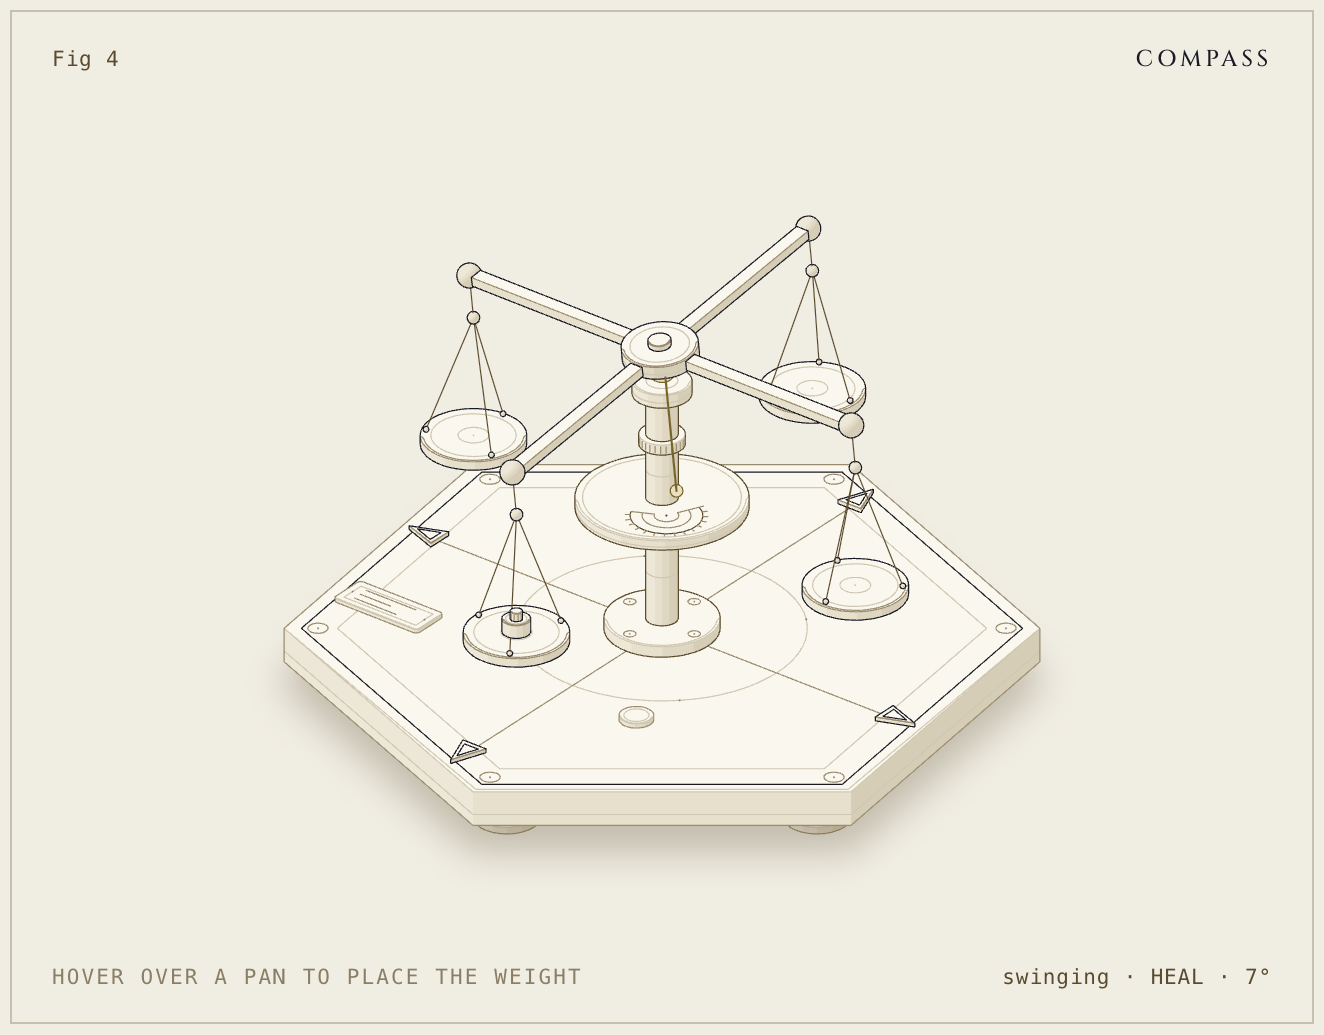 Fig 4
COMPASS
HOVER OVER A PAN TO PLACE THE WEIGHT
swinging · HEAL · 7°